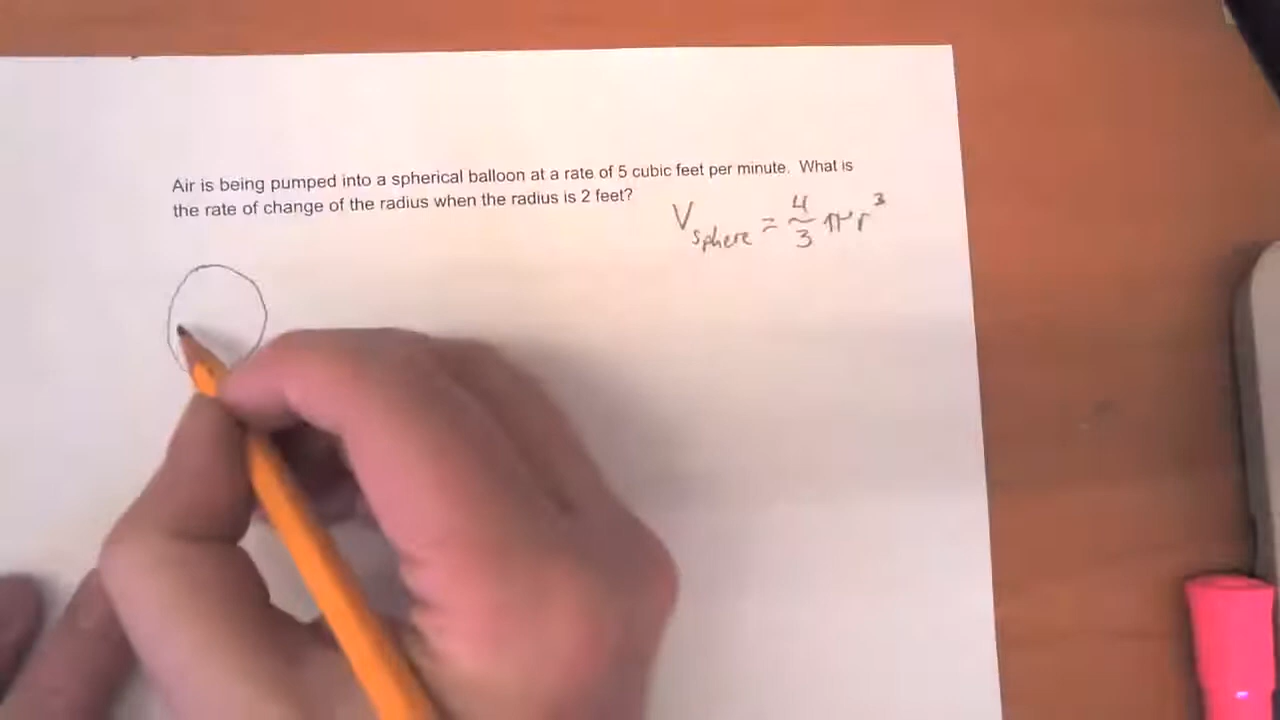 Air is being pumped into a spherical balloon at a rate of 5 cubic feet per minute. What is
the rate of change of the radius when the radius is 2 feet?
V_sphere = 4/3 πr³